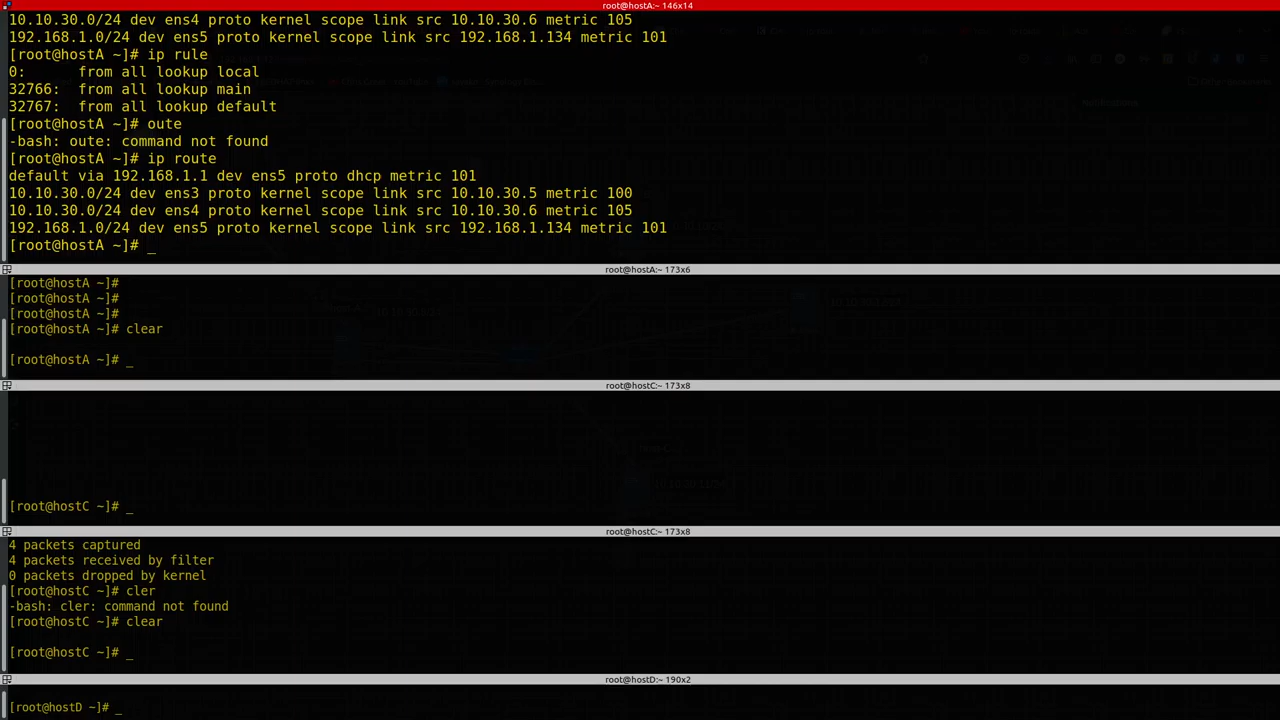 root@hostA:~ 146x14
10.10.30.0/24 dev ens4 proto kernel scope link src 10.10.30.6 metric 105
192.168.1.0/24 dev ens5 proto kernel scope link src 192.168.1.134 metric 101
[root@hostA ~]# ip rule
0:      from all lookup local
32766:  from all lookup main
32767:  from all lookup default
[root@hostA ~]# oute
-bash: oute: command not found
[root@hostA ~]# ip route
default via 192.168.1.1 dev ens5 proto dhcp metric 101
10.10.30.0/24 dev ens3 proto kernel scope link src 10.10.30.5 metric 100
10.10.30.0/24 dev ens4 proto kernel scope link src 10.10.30.6 metric 105
192.168.1.0/24 dev ens5 proto kernel scope link src 192.168.1.134 metric 101
[root@hostA ~]# _
root@hostA:~ 173x6
[root@hostA ~]#
[root@hostA ~]#
[root@hostA ~]#
[root@hostA ~]# clear
[root@hostA ~]# _
root@hostC:~ 173x8
[root@hostC ~]# _
root@hostC:~ 173x8
4 packets captured
4 packets received by filter
0 packets dropped by kernel
[root@hostC ~]# cler
-bash: cler: command not found
[root@hostC ~]# clear
[root@hostC ~]# _
root@hostD:~ 190x2
[root@hostD ~]# _